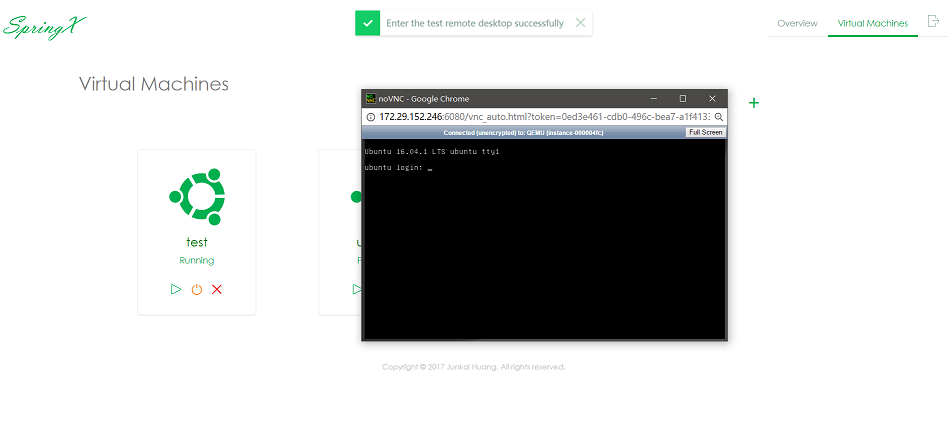 SpringX
Enter the test remote desktop successfully
Overview
Virtual Machines
Virtual Machines
noVNC - Google Chrome
172.29.152.246:6080/vnc_auto.html?token=0ed3e461-cdb0-496c-bea7-a1f413
Connected (unencrypted) to: QEMU (instance-000004fc)
Full Screen
Ubuntu 16.04.1 LTS ubuntu tty1
ubuntu login: _
test
Running
Copyright © 2017 Junkai Huang. All rights reserved.